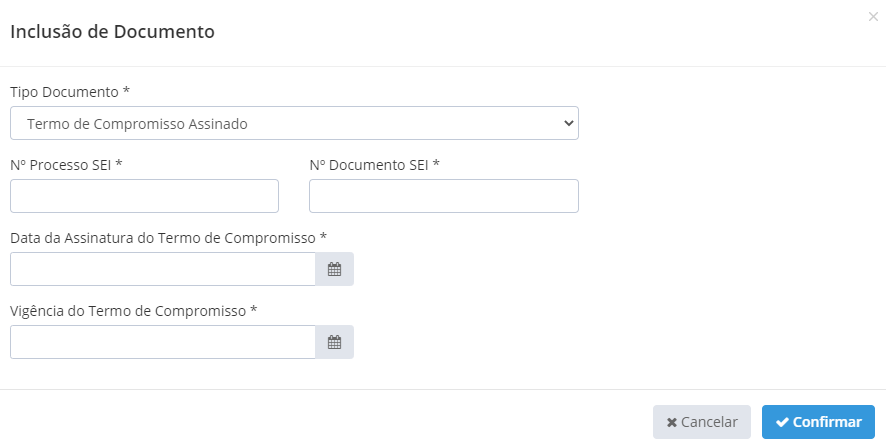 Inclusão de Documento
×
Tipo Documento *
Termo de Compromisso Assinado
Nº Processo SEI *
Nº Documento SEI *
Data da Assinatura do Termo de Compromisso *
Vigência do Termo de Compromisso *
Cancelar
Confirmar